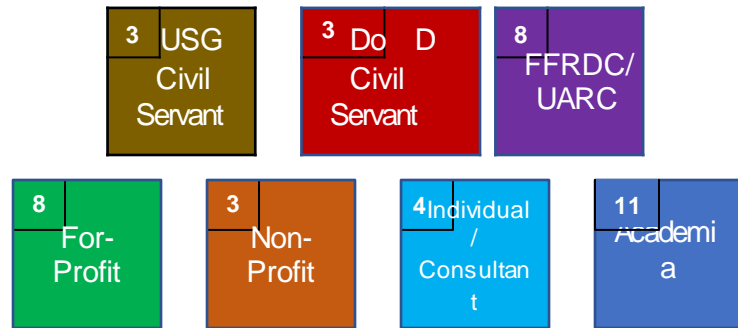 3 USG
Civil
Servant
3 Do D
Civil
Servant
8
FFRDC/
UARC
8
For-
Profit
3
Non-
Profit
4 Individual
/
Consultan
t
11
Academi
a